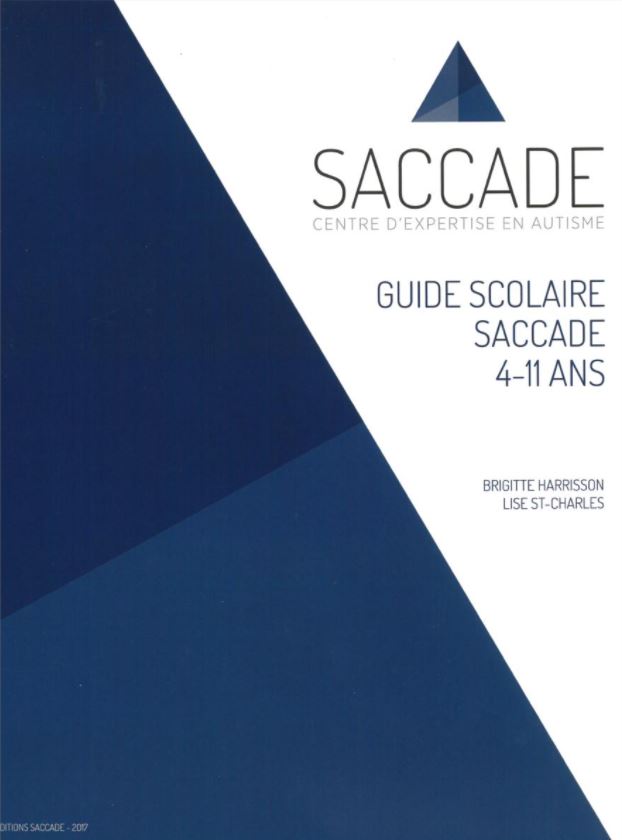 SACCADE
CENTRE D'EXPERTISE EN AUTISME
GUIDE SCOLAIRE
SACCADE
4-11 ANS
BRIGITTE HARRISSON
LISE ST-CHARLES
DITIONS SACCADE - 2017